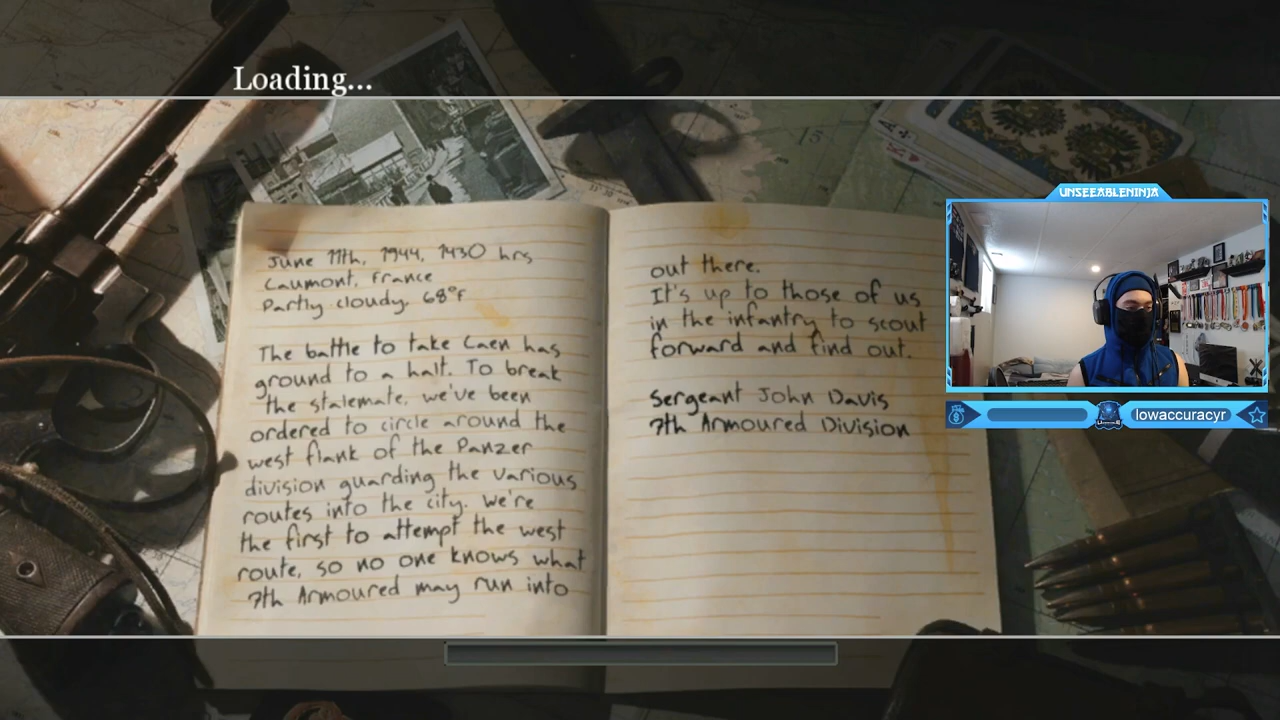 Loading...
June 11th, 1944, 1430 hrs
Caumont, France
Partly cloudy, 68°F
The battle to take Caen has
ground to a halt. To break
the stalemate, we've been
ordered to circle around the
west flank of the Panzer
division guarding the various
routes into the city. We're
the first to attempt the west
route, so no one knows what
7th Armoured may run into
out there.
It's up to those of us
in the infantry to scout
forward and find out.
Sergeant John Davis
7th Armoured Division
UNSEEABLENINJA
lowaccuracyr